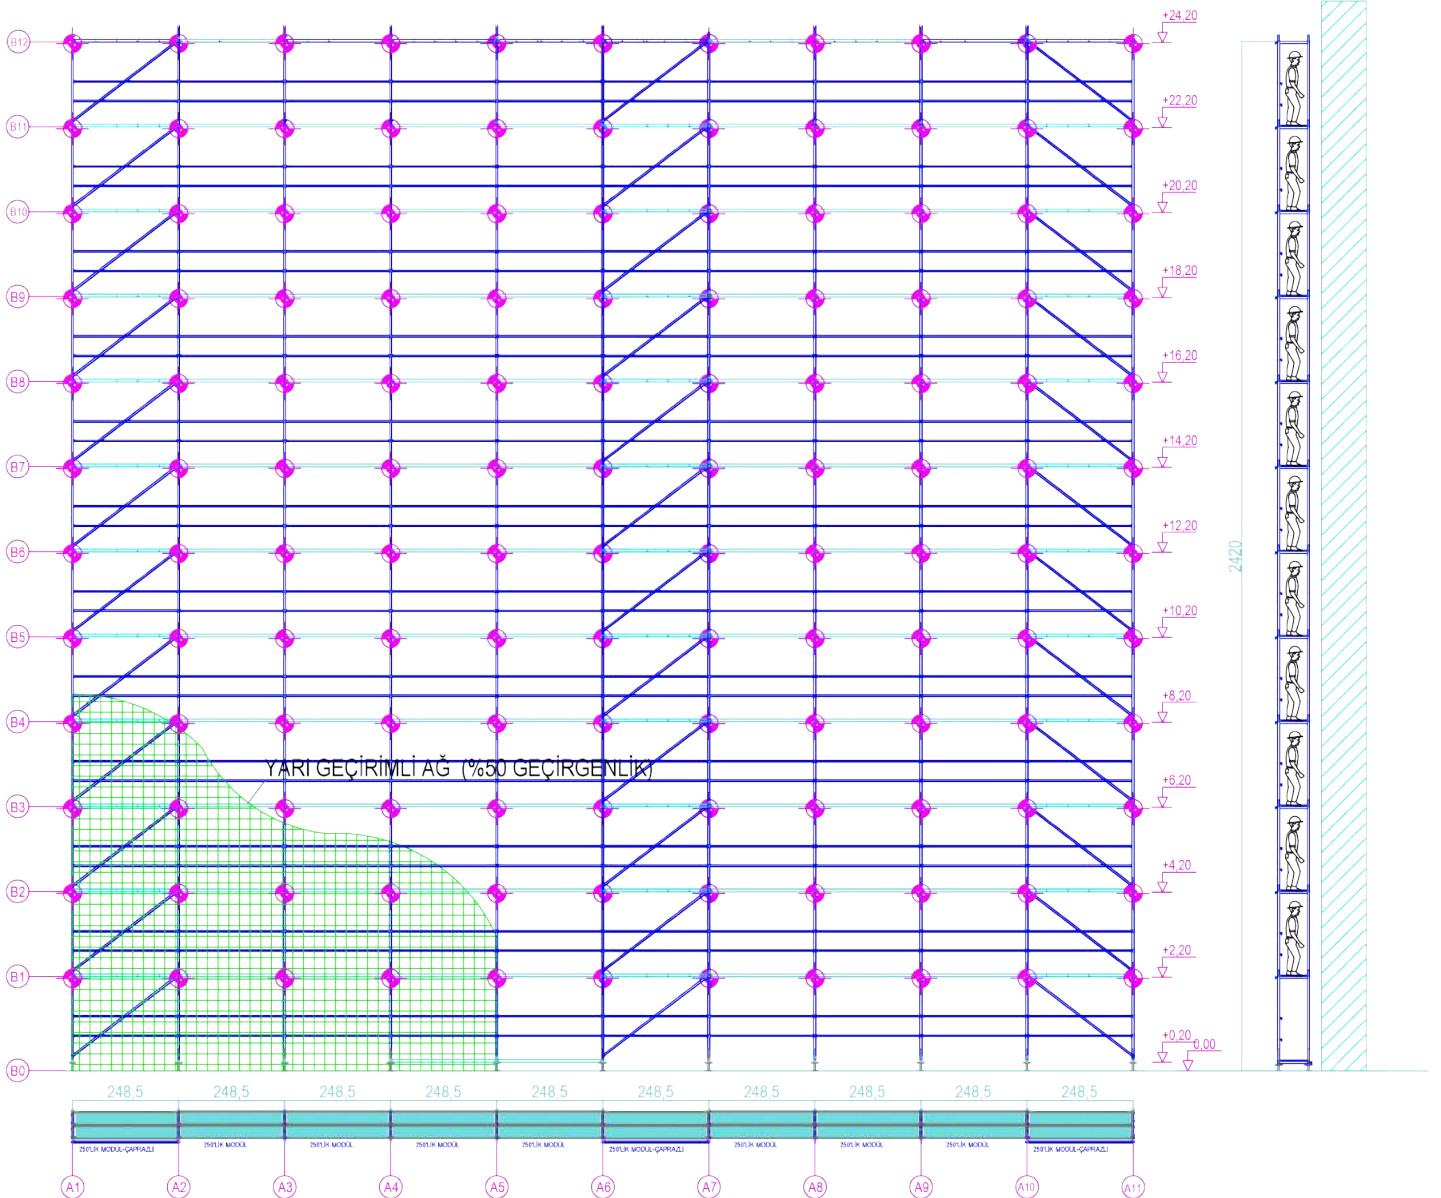 B12
+24,20
B11
+22,20
B10
+20,20
B9
+18,20
B8
+16,20
B7
+14,20
B6
+12,20
2420
B5
+10,20
B4
+8,20
YARI GEÇİRİMLİ AĞ (%50 GEÇİRGENLİK)
B3
+6,20
B2
+4,20
B1
+2,20
+0,20
0,00
B0
248,5 248,5 248,5 248,5 248,5 248,5 248,5 248,5 248,5 248,5
250'LİK MODÜL-ÇAPRAZLI 250'LİK MODÜL 250'LİK MODÜL 250'LİK MODÜL 250'LİK MODÜL 250'LİK MODÜL-ÇAPRAZLI 250'LİK MODÜL 250'LİK MODÜL 250'LİK MODÜL 250'LİK MODÜL-ÇAPRAZLI
A1 A2 A3 A4 A5 A6 A7 A8 A9 A10 A11